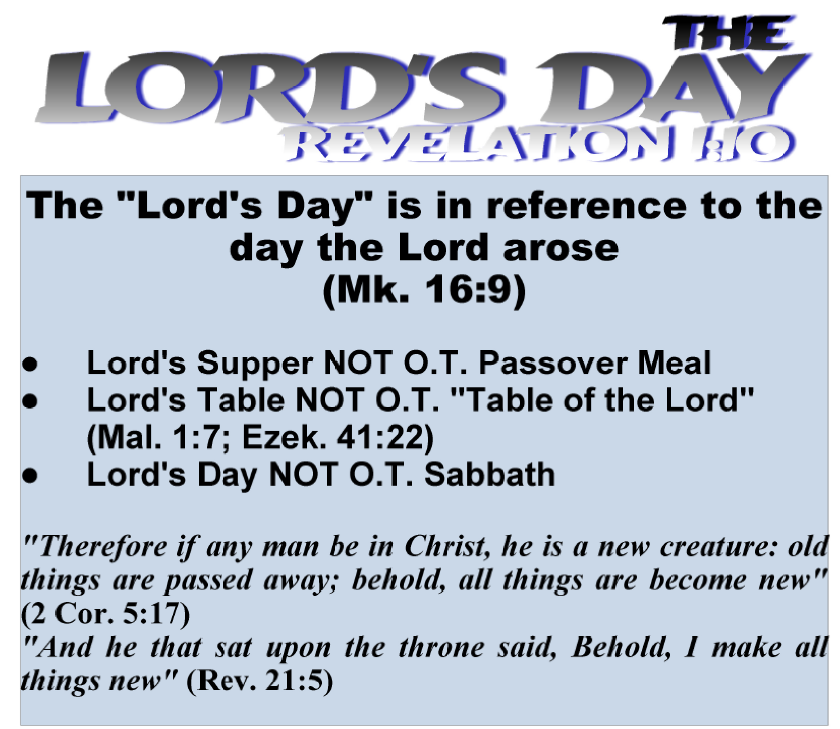 THE
LORD'S DAY
REVELATION 1:10
The "Lord's Day" is in reference to the
day the Lord arose
(Mk. 16:9)
● Lord's Supper NOT O.T. Passover Meal
● Lord's Table NOT O.T. "Table of the Lord"
(Mal. 1:7; Ezek. 41:22)
● Lord's Day NOT O.T. Sabbath
"Therefore if any man be in Christ, he is a new creature: old
things are passed away; behold, all things are become new"
(2 Cor. 5:17)
"And he that sat upon the throne said, Behold, I make all
things new" (Rev. 21:5)